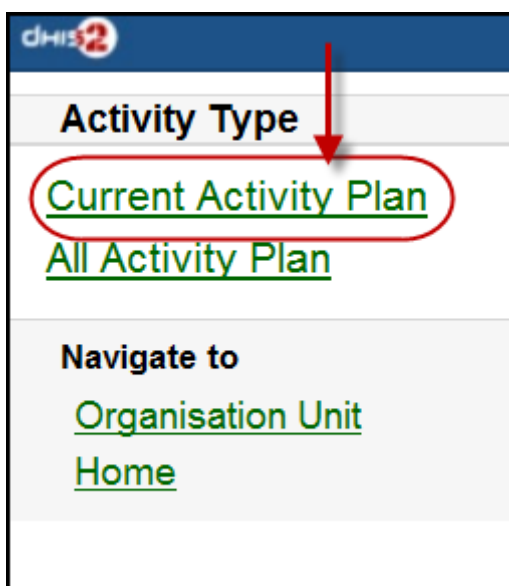 dHIS2
Activity Type
Current Activity Plan
All Activity Plan
Navigate to
Organisation Unit
Home